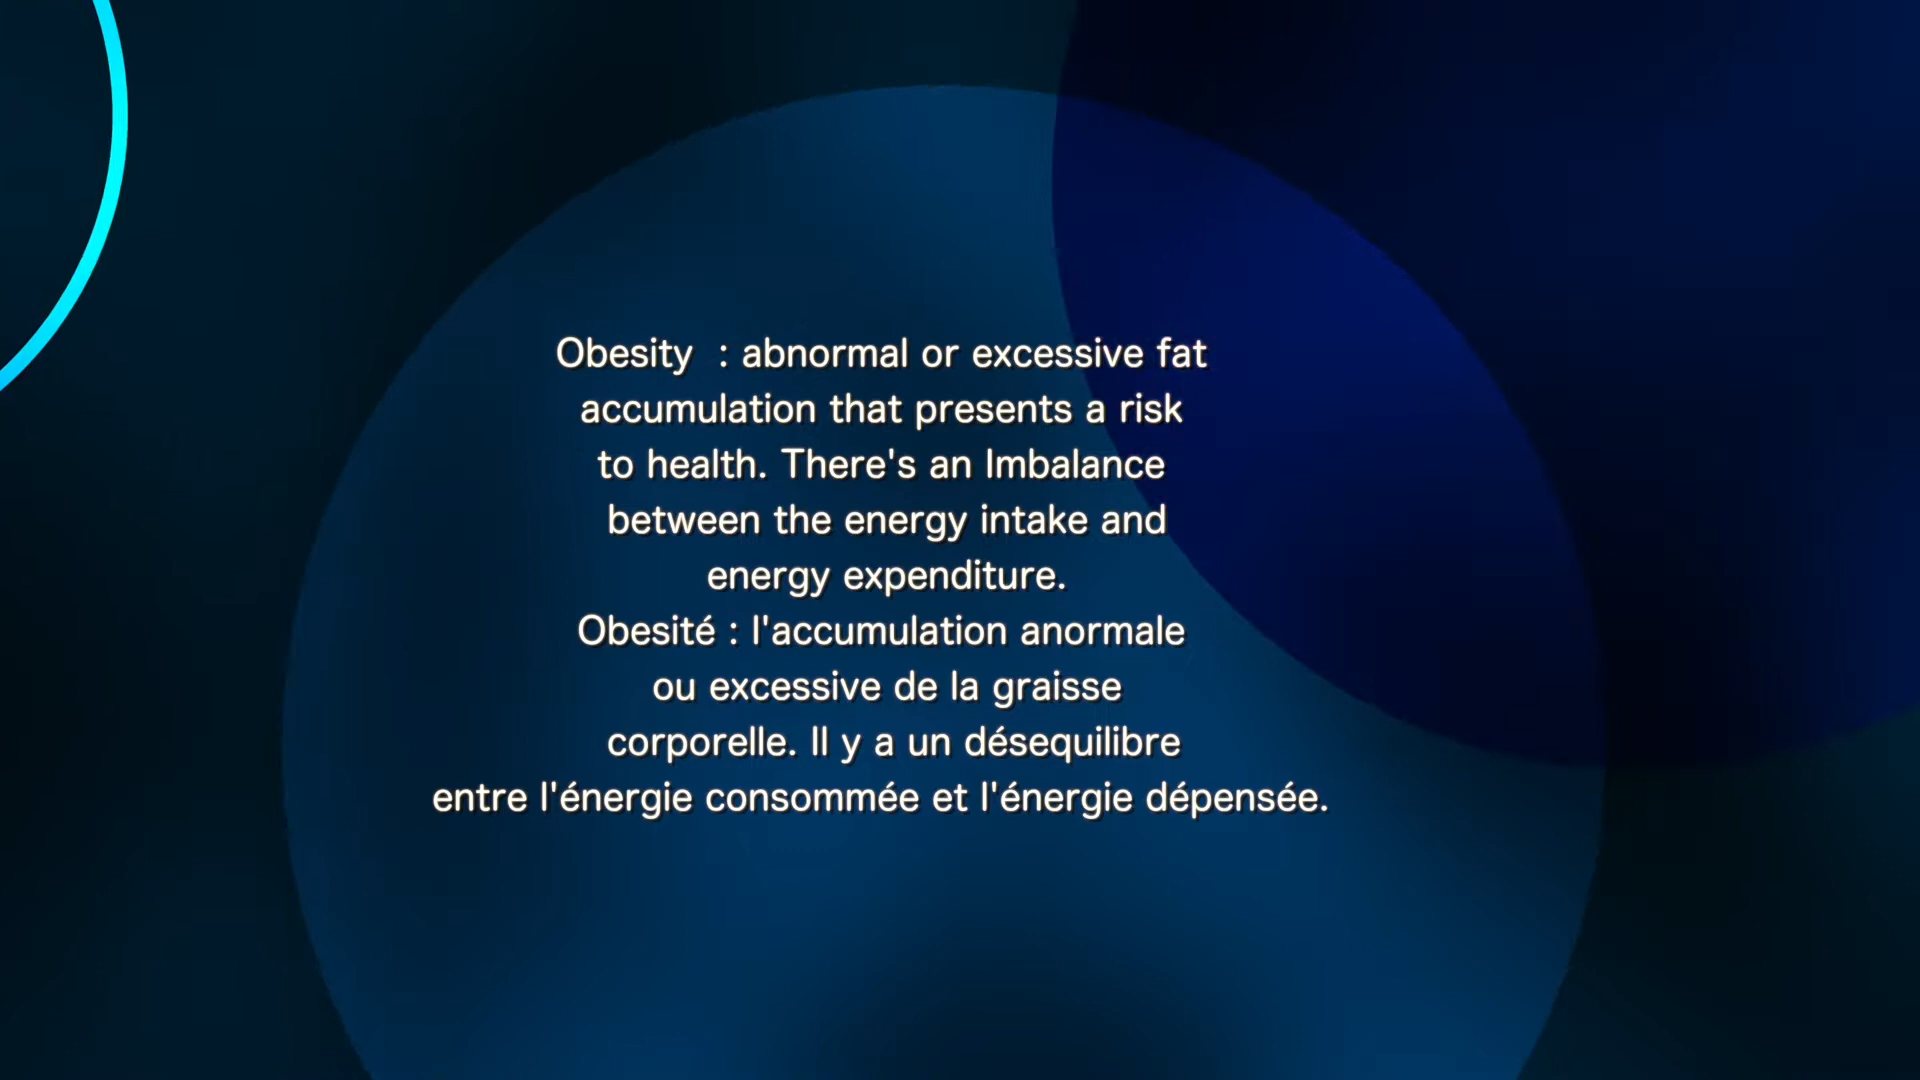 Obesity  : abnormal or excessive fat
accumulation that presents a risk
to health. There's an Imbalance
between the energy intake and
energy expenditure.
Obesité : l'accumulation anormale
ou excessive de la graisse
corporelle. Il y a un désequilibre
entre l'énergie consommée et l'énergie dépensée.